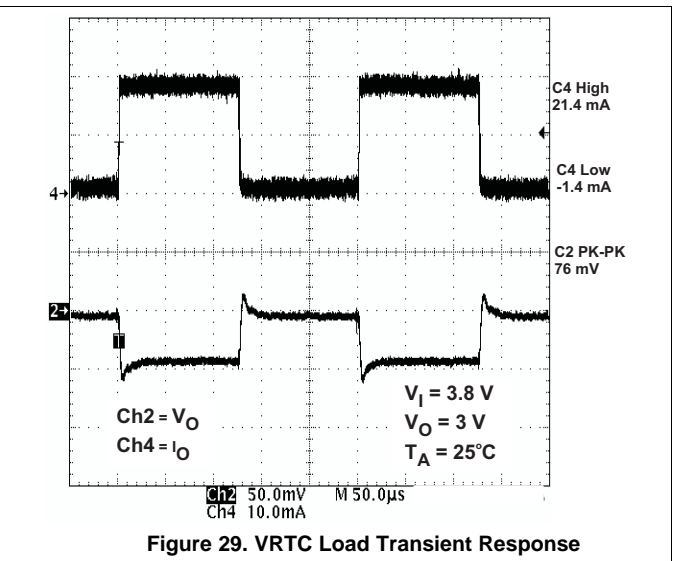 C4 High
21.4 mA
C4 Low
-1.4 mA
4→
C2 PK-PK
76 mV
2→
T
Ch2 = VO
Ch4 = IO
VI = 3.8 V
VO = 3 V
TA = 25°C
Ch2 50.0mV M 50.0µs
Ch4 10.0mA
Figure 29. VRTC Load Transient Response